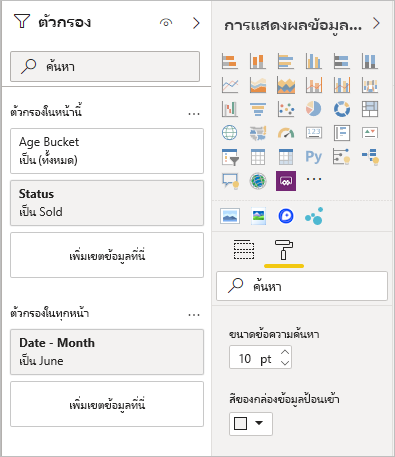 ตัวกรอง
ค้นหา
ตัวกรองในหน้านี้
Age Bucket
เป็น (ทั้งหมด)
Status
เป็น Sold
เพิ่มเขตข้อมูลที่นี่
ตัวกรองในทุกหน้า
Date - Month
เป็น June
เพิ่มเขตข้อมูลที่นี่
การแสดงผลข้อมูล...
123
Py
ค้นหา
ขนาดข้อความค้นหา
10 pt
สีของกล่องข้อมูลป้อนเข้า